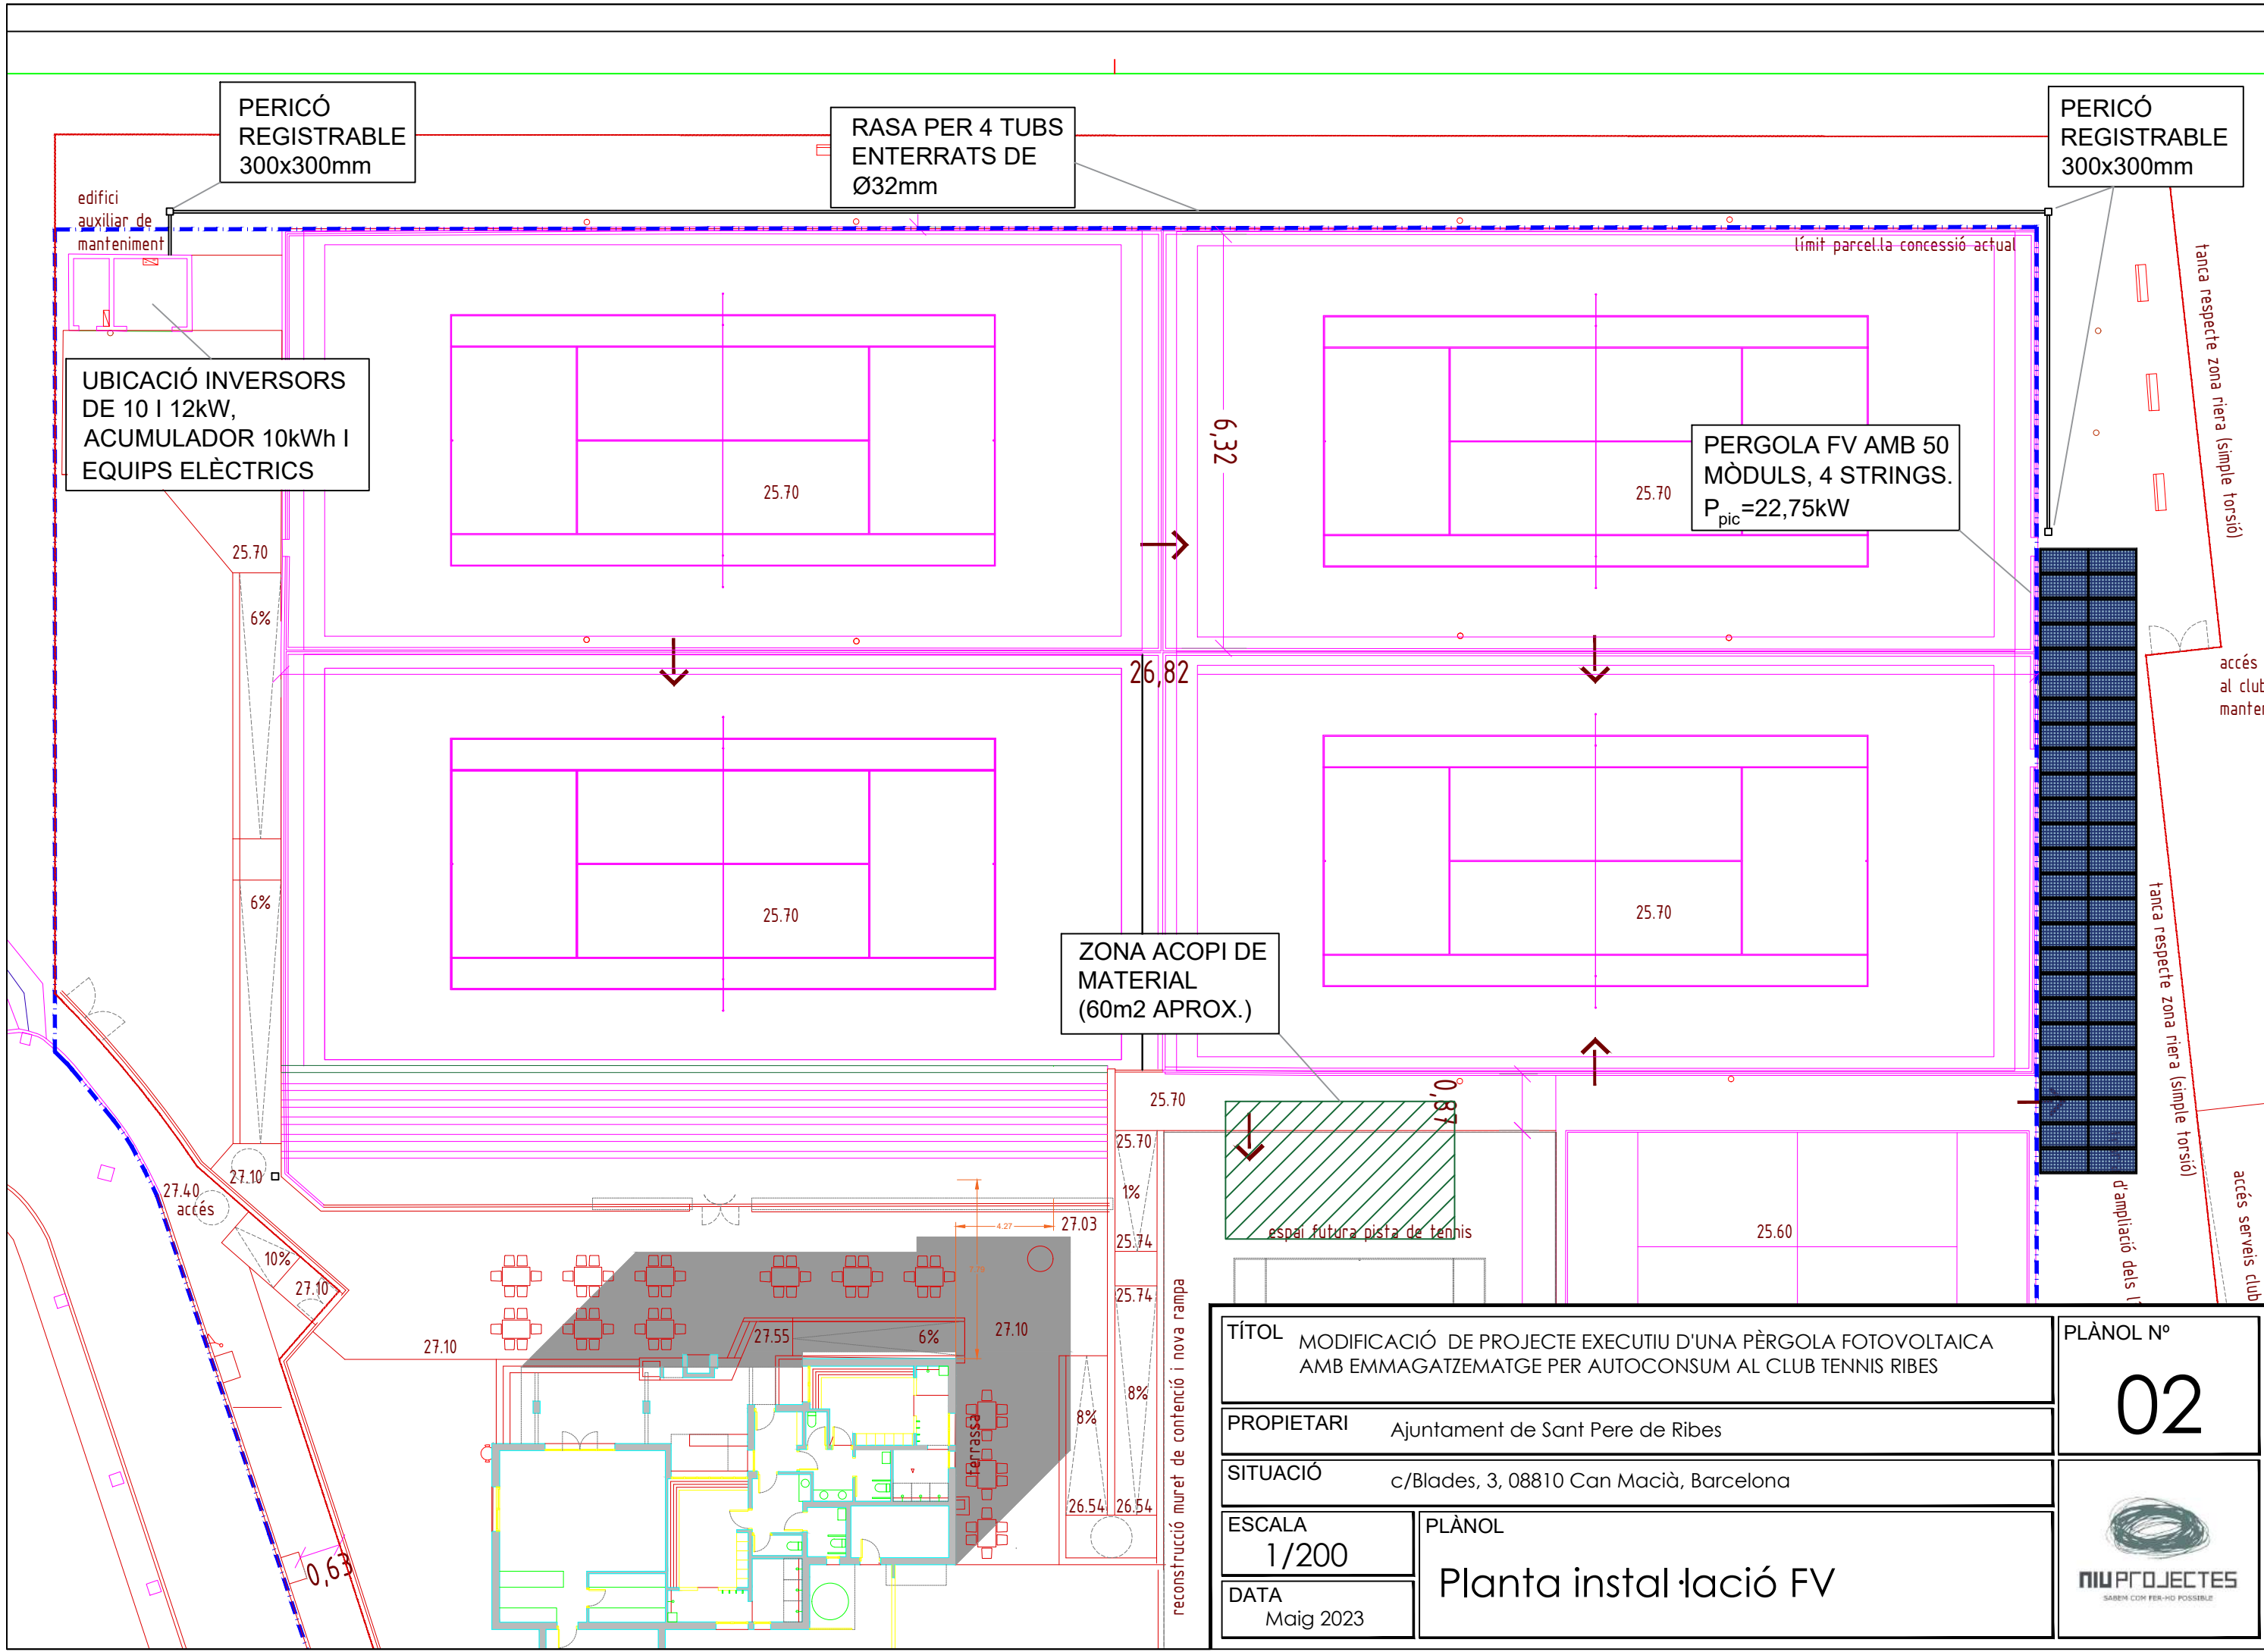 PERICÓ
REGISTRABLE
300x300mm
RASA PER 4 TUBS
ENTERRATS DE
Ø32mm
PERICÓ
REGISTRABLE
300x300mm
edifici
auxiliar de
manteniment
límit parcel.la concessió actual
tanca respecte zona riera (simple torsió)
UBICACIÓ INVERSORS
DE 10 I 12kW,
ACUMULADOR 10kWh I
EQUIPS ELÈCTRICS
6,32
PERGOLA FV AMB 50
MÒDULS, 4 STRINGS.
Ppic=22,75kW
25.70
25.70
25.70
6%
26,82
accés
al club
6%
25.70
25.70
ZONA ACOPI DE
MATERIAL
(60m2 APROX.)
tanca respecte zona riera (simple torsió)
25.70
0,87
25.70
1%
27.10
27.40
accés
27.03
4.27
25.74
espai futura pista de tennis
25.60
d'ampliació dels
accés serveis club
10%
27.10
25.74
27.10
27.55
6%
27.10
8%
8%
terrassa
26.54
26.54
reconstrucció muret de contenció i nova rampa
0,63
TÍTOL
MODIFICACIÓ DE PROJECTE EXECUTIU D'UNA PÈRGOLA FOTOVOLTAICA
AMB EMMAGATZEMATGE PER AUTOCONSUM AL CLUB TENNIS RIBES
PLÀNOL Nº
02
PROPIETARI
Ajuntament de Sant Pere de Ribes
SITUACIÓ
c/Blades, 3, 08810 Can Macià, Barcelona
ESCALA
1/200
PLÀNOL
Planta instal·lació FV
DATA
Maig 2023
NIUPROJECTES
SABEM COM FER-HO POSSIBLE